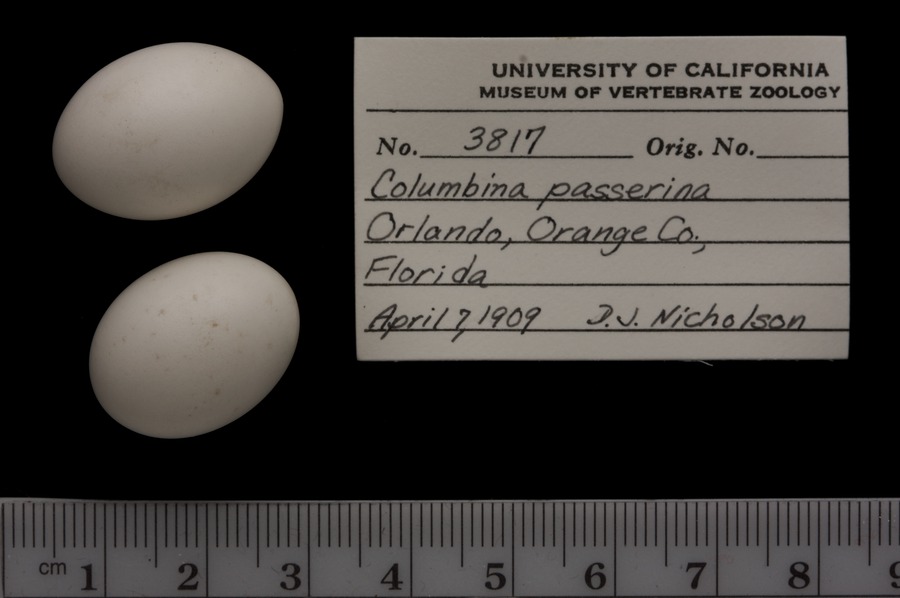 UNIVERSITY OF CALIFORNIA
MUSEUM OF VERTEBRATE ZOOLOGY
No. 3817 Orig. No.
Columbina passerina
Orlando, Orange Co.,
Florida
April 7, 1909 D.J. Nicholson
cm 1 2 3 4 5 6 7 8 9